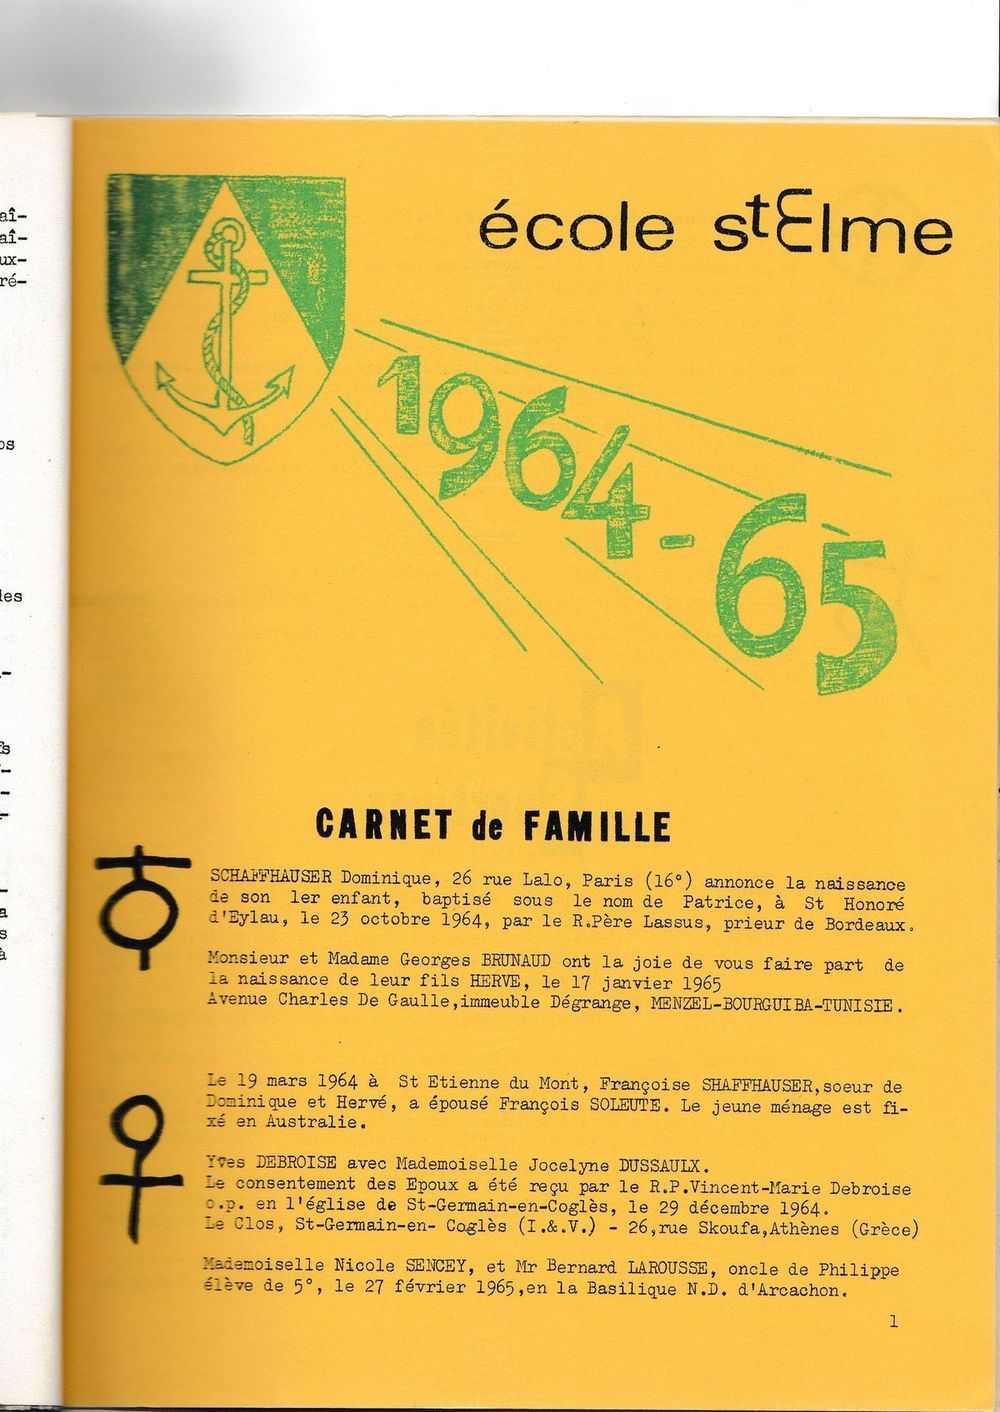 aî-
aî-
ux-
ré-
os
les
fs
a
s
à
école stElme
1964-65
CARNET de FAMILLE
SCHAFFHAUSER Dominique, 26 rue Lalo, Paris (16°) annonce la naissance
de son 1er enfant, baptisé sous le nom de Patrice, à St Honoré
d'Eylau, le 23 octobre 1964, par le R.Père Lassus, prieur de Bordeaux.
Monsieur et Madame Georges BRUNAUD ont la joie de vous faire part de
la naissance de leur fils HERVE, le 17 janvier 1965
Avenue Charles De Gaulle,immeuble Dégrange, MENZEL-BOURGUIBA-TUNISIE.
Le 19 mars 1964 à St Etienne du Mont, Françoise SHAFFHAUSER,soeur de
Dominique et Hervé, a épousé François SOLEUTE. Le jeune ménage est fi-
xé en Australie.
Yves DEBROISE avec Mademoiselle Jocelyne DUSSAULX.
Le consentement des Epoux a été reçu par le R.P.Vincent-Marie Debroise
o.p. en l'église de St-Germain-en-Coglès, le 29 décembre 1964.
Le Clos, St-Germain-en- Coglès (I.&.V.) - 26,rue Skoufa,Athènes (Grèce)
Mademoiselle Nicole SENCEY, et Mr Bernard LAROUSSE, oncle de Philippe
élève de 5°, le 27 février 1965,en la Basilique N.D. d'Arcachon.
1